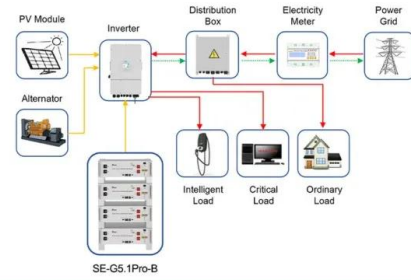 PV Module
Inverter
Distribution
Box
Electricity
Meter
Power
Grid
Alternator
Intelligent
Load
Critical
Load
Ordinary
Load
SE-G5.1Pro-B